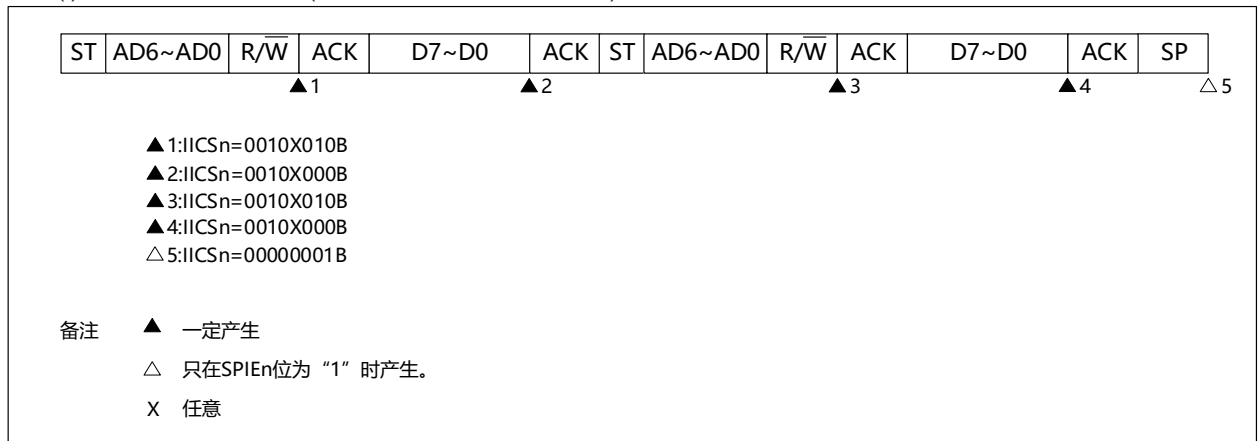 ST AD6~AD0 R/W ACK D7~D0 ACK ST AD6~AD0 R/W ACK D7~D0 ACK SP
▲1 ▲2 ▲3 ▲4 △5
▲1:IICSn=0010X010B
▲2:IICSn=0010X000B
▲3:IICSn=0010X010B
▲4:IICSn=0010X000B
△5:IICSn=00000001B
备注 ▲ 一定产生
△ 只在SPIEn位为“1”时产生。
X 任意